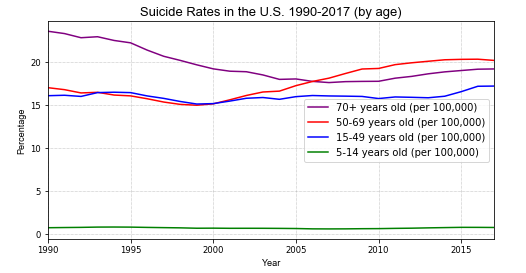 Suicide Rates in the U.S. 1990-2017 (by age)
Percentage
20
15
10
5
0
70+ years old (per 100,000)
50-69 years old (per 100,000)
15-49 years old (per 100,000)
5-14 years old (per 100,000)
1990 1995 2000 2005 2010 2015
Year